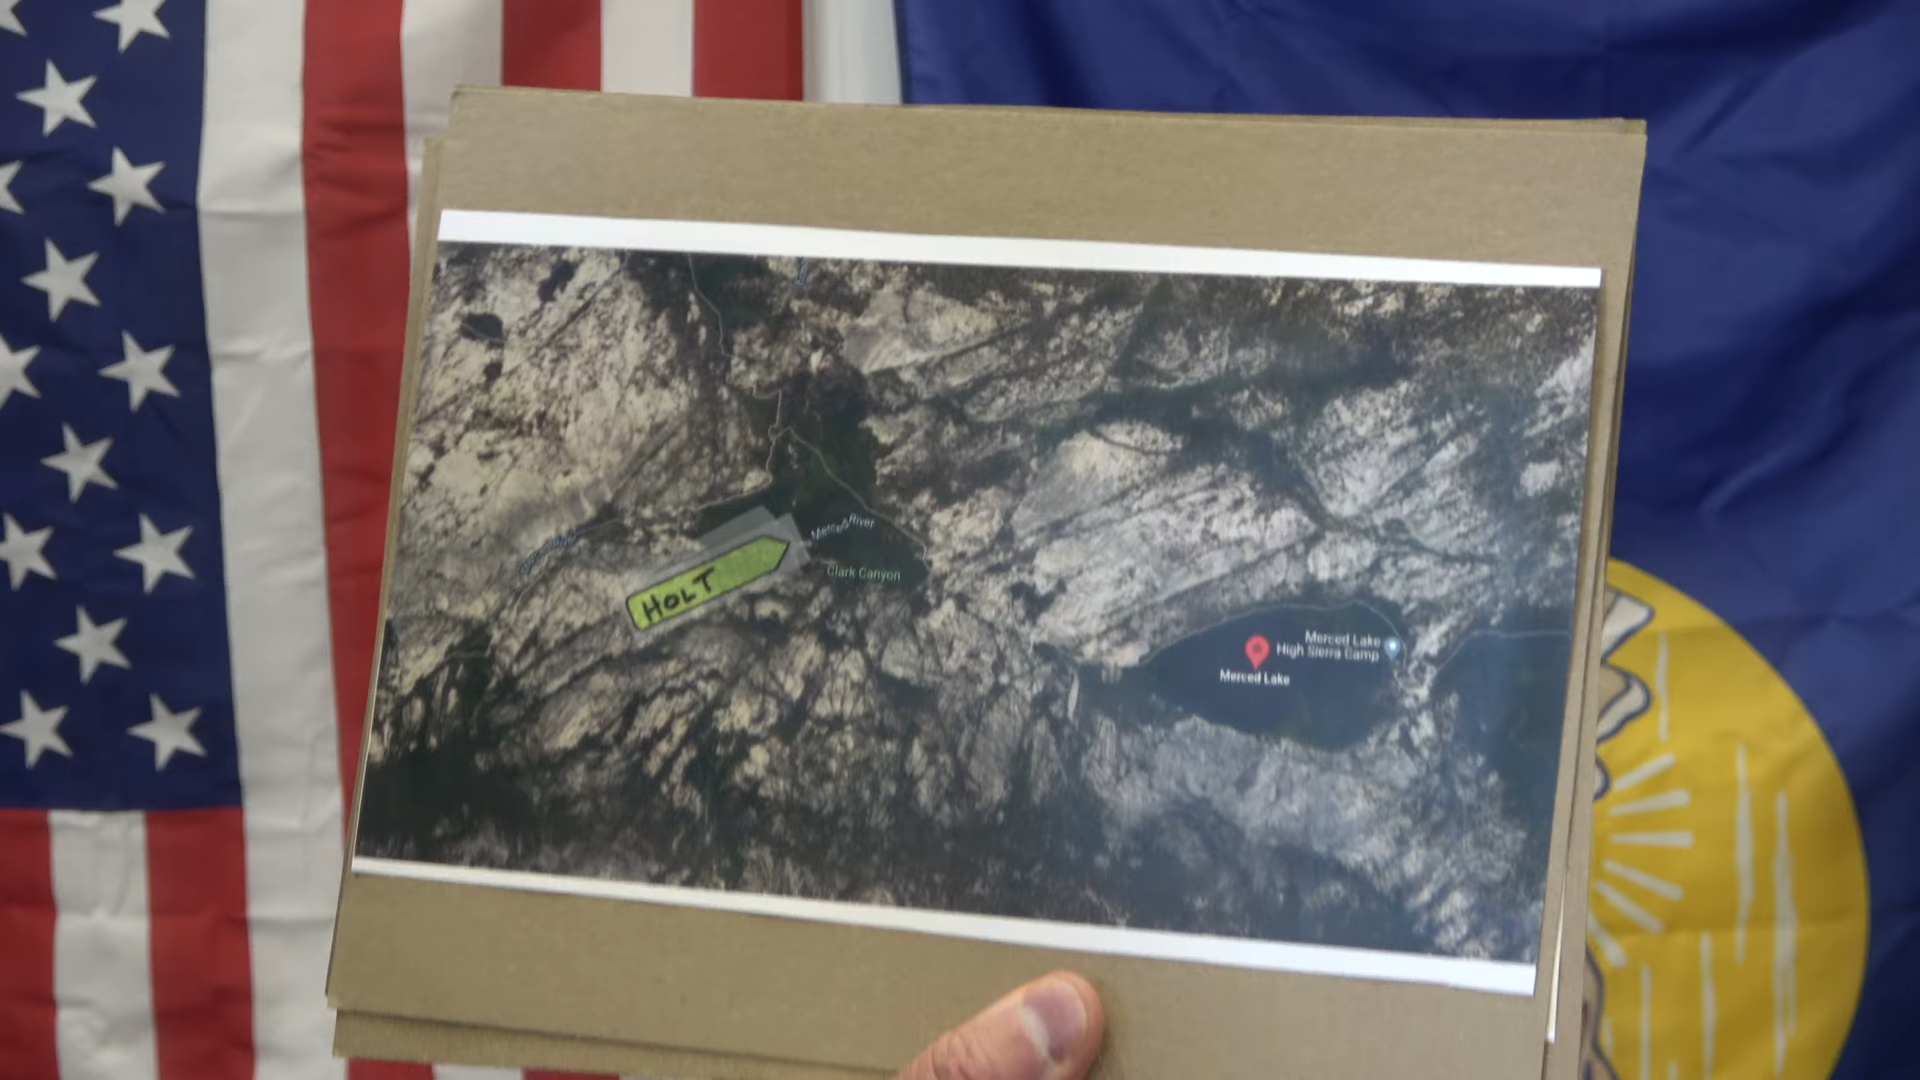 Merced River
Clark Canyon
HOLT
Merced Lake
High Sierra Camp
Merced Lake